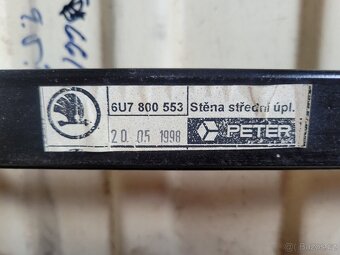 6U7 800 553 Stěna střední úpl.
20.05 1998 PETER